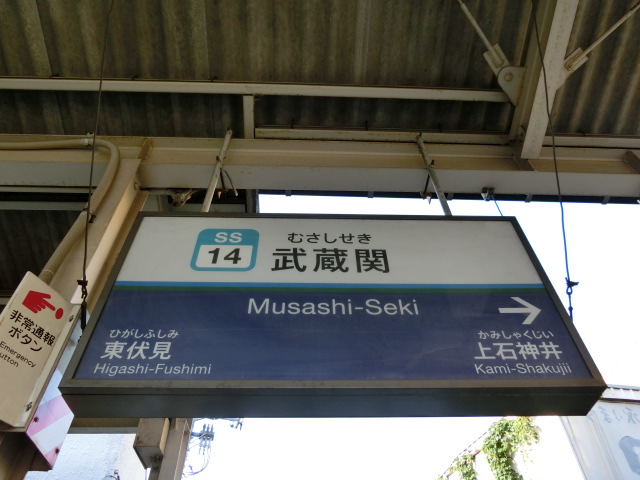 SS
14
むさしせき
武蔵関
Musashi-Seki
ひがしふしみ
東伏見
Higashi-Fushimi
かみしゃくじい
上石神井
Kami-Shakujii
非常通報
ボタン
Emergency
utton